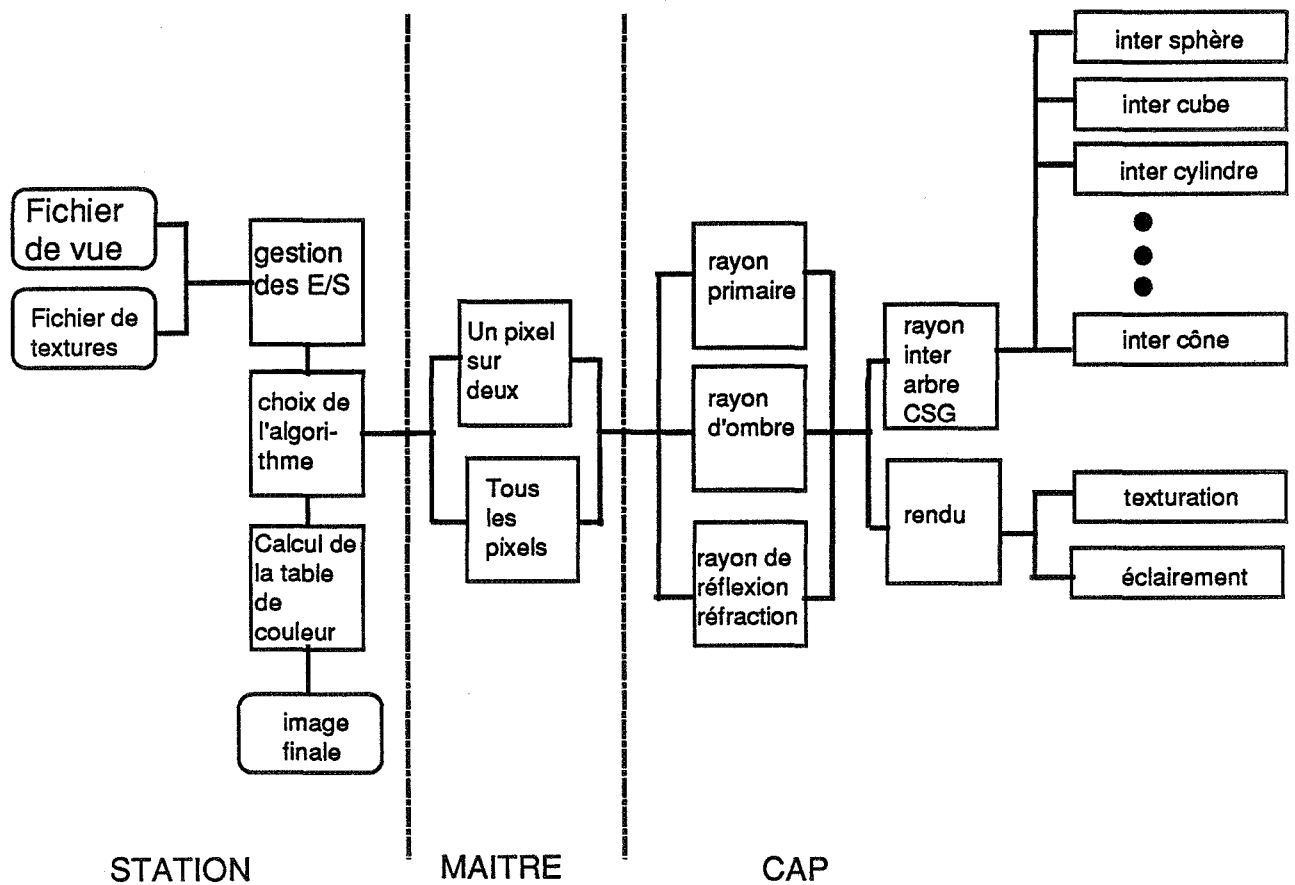 Fichier
de vue
Fichier de
textures
gestion
des E/S
choix de
l'algori-
thme
Calcul de
la table
de
couleur
image
finale
Un pixel
sur
deux
Tous
les
pixels
rayon
primaire
rayon
d'ombre
rayon de
réflexion
réfraction
rayon
inter
arbre
CSG
rendu
inter sphère
inter cube
inter cylindre
inter cône
texturation
éclairement
STATION
MAITRE
CAP